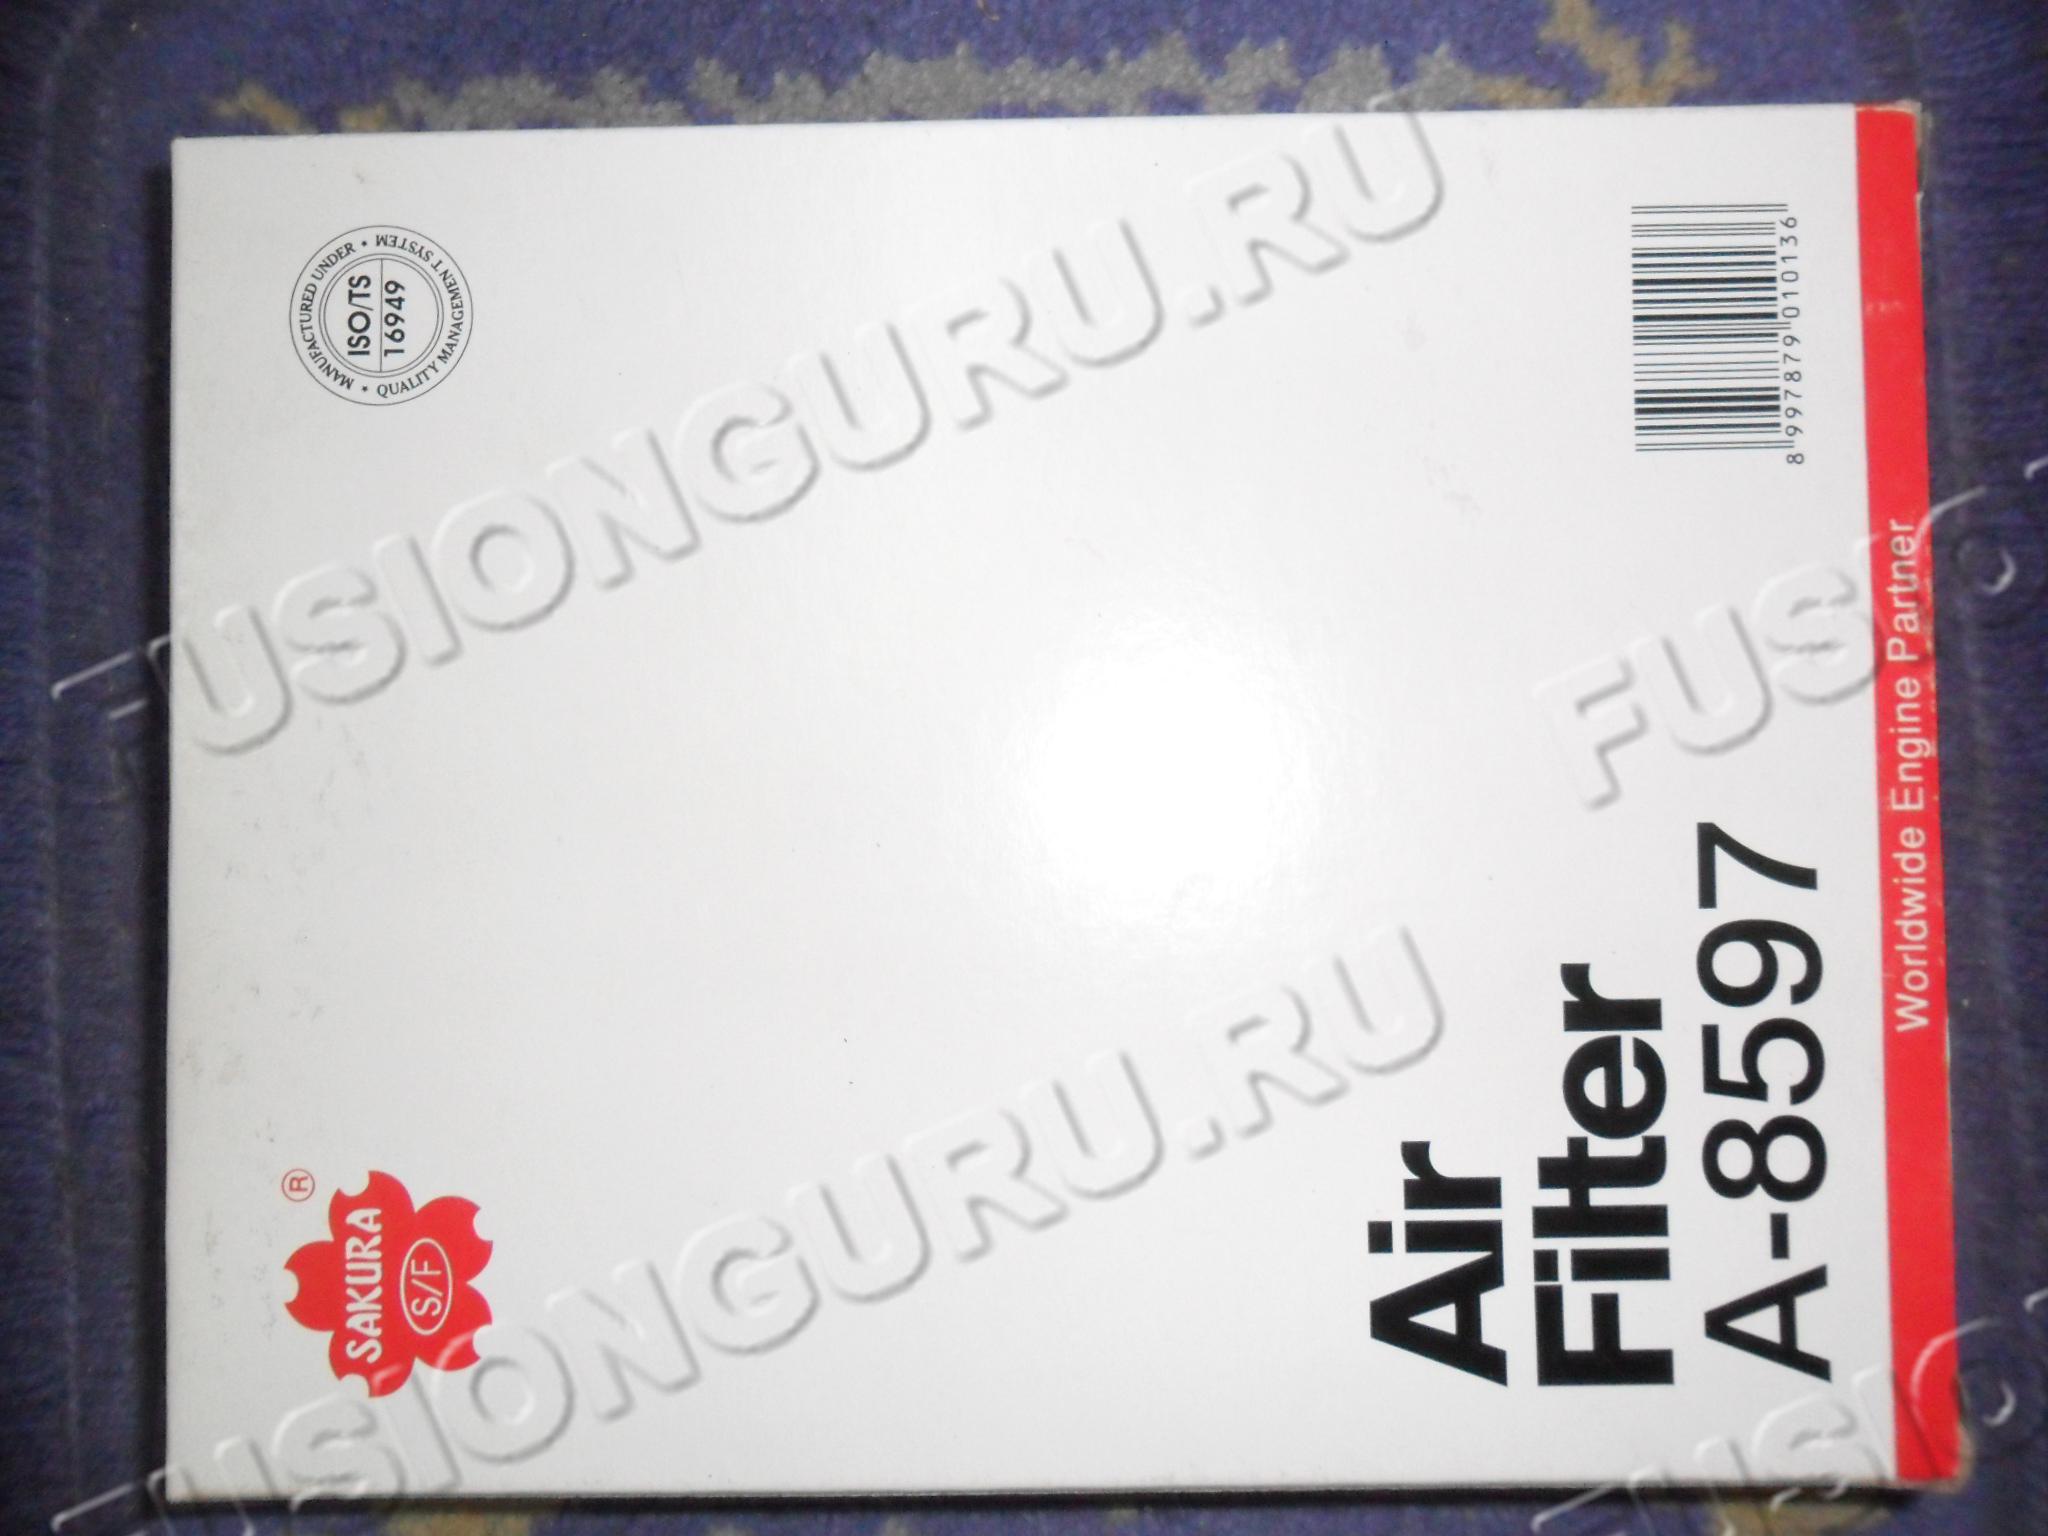 SAKURA
S/F
®
MANUFACTURED UNDER * QUALITY MANAGEMENT SYSTEM *
ISO/TS
16949
Air
Filter
A-8597
8 997879 010136
Worldwide Engine Partner
FUSIONGURU.RU
FUS
FUSIONGURU.RU
FUSIO